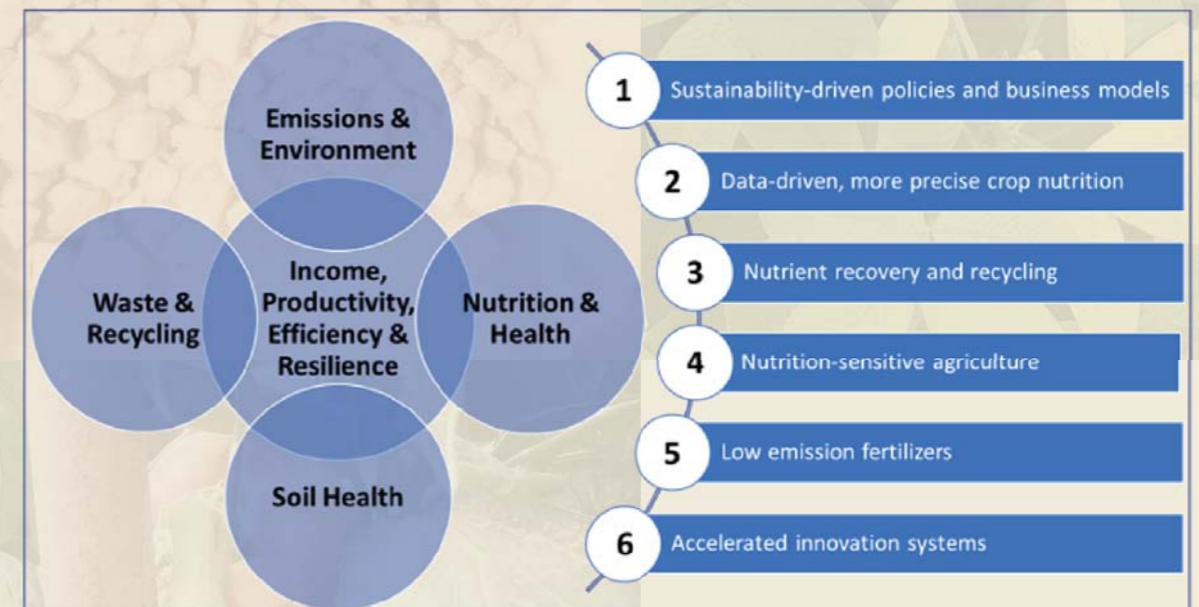 Emissions &
Environment
Waste &
Recycling
Income,
Productivity,
Efficiency &
Resilience
Nutrition &
Health
Soil Health
1 Sustainability-driven policies and business models
2 Data-driven, more precise crop nutrition
3 Nutrient recovery and recycling
4 Nutrition-sensitive agriculture
5 Low emission fertilizers
6 Accelerated innovation systems